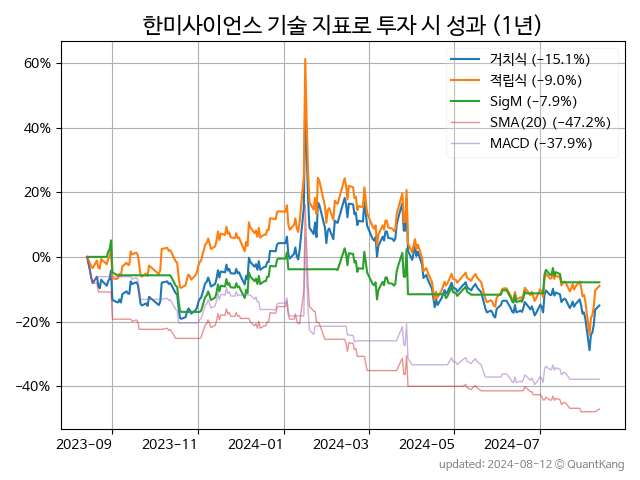 한미사이언스 기술 지표로 투자 시 성과 (1년)
거치식 (−15.1%)
적립식 (−9.0%)
SigM (−7.9%)
SMA(20) (−47.2%)
MACD (−37.9%)
60%
40%
20%
0%
−20%
−40%
2023-09 2023-11 2024-01 2024-03 2024-05 2024-07
updated: 2024-08-12 © QuantKang